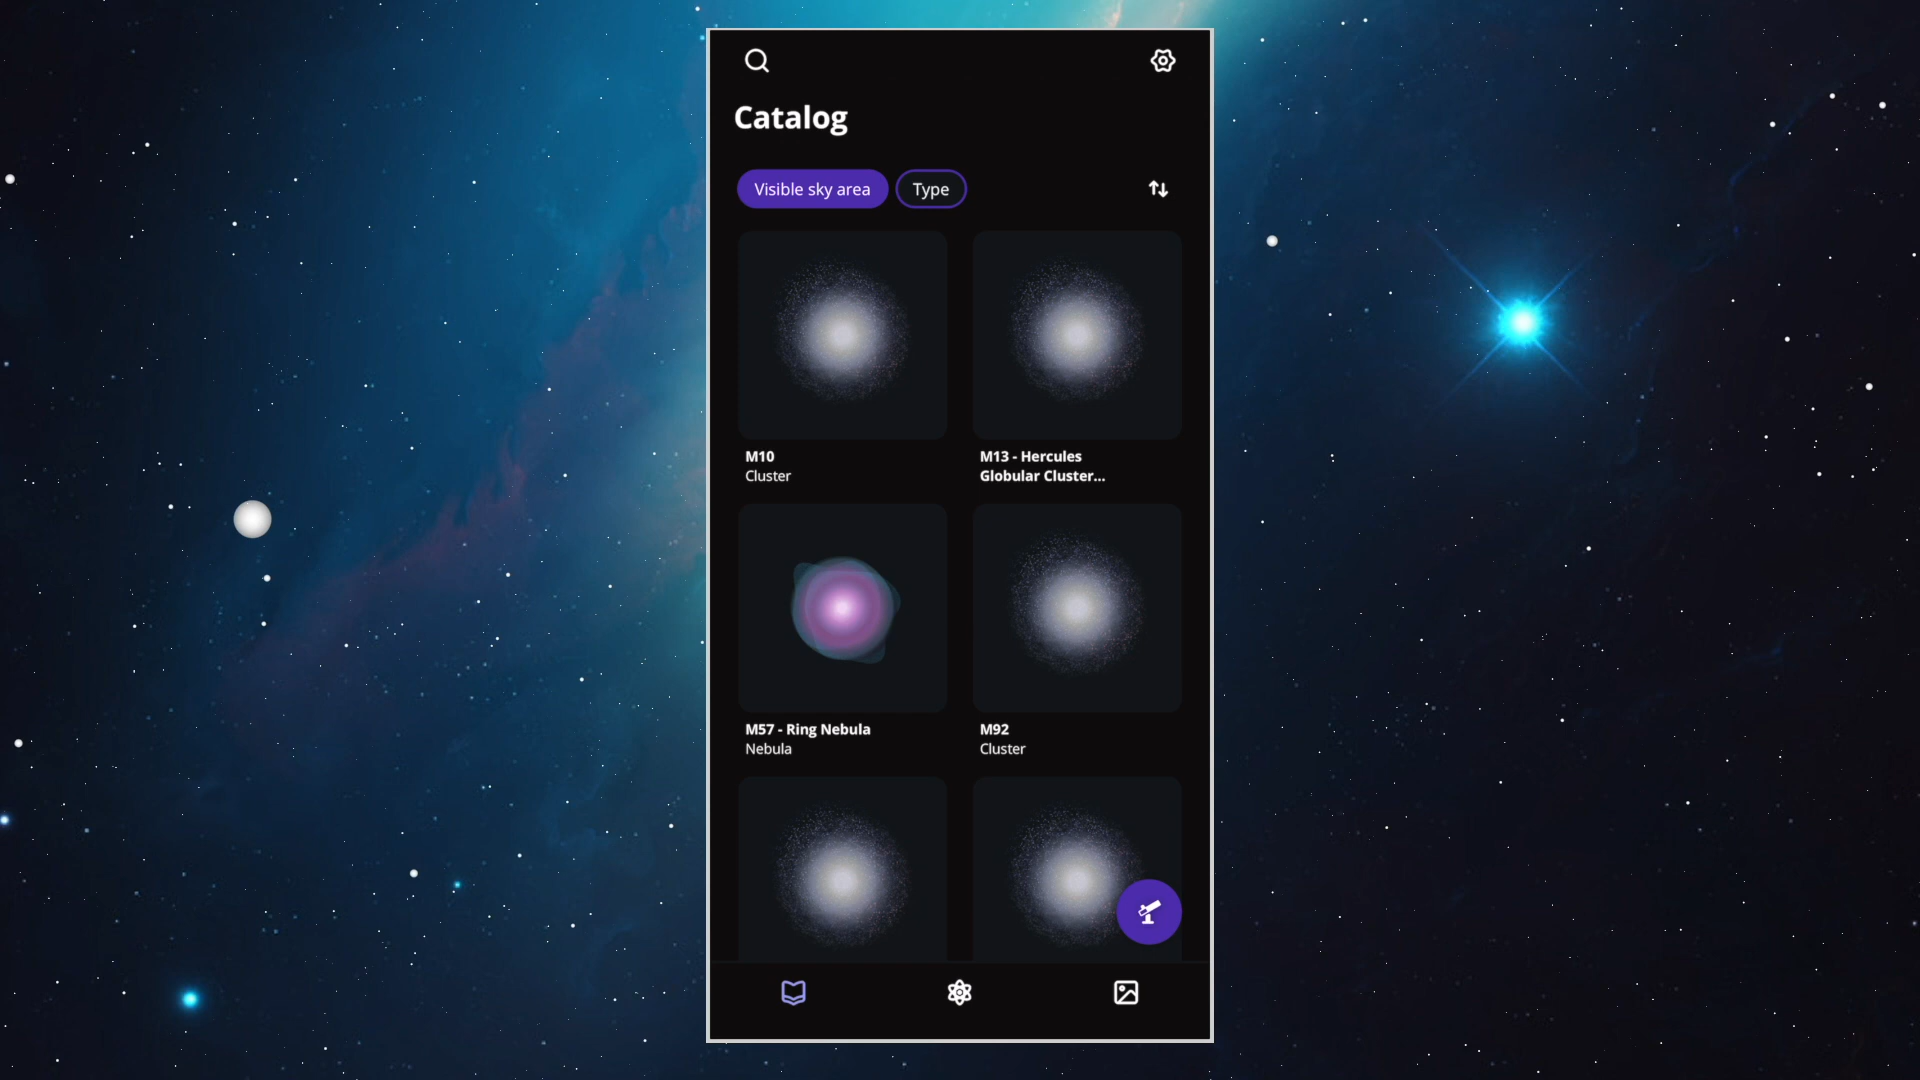 Catalog
Visible sky area
Type
M10
Cluster
M13 - Hercules
Globular Cluster...
M57 - Ring Nebula
Nebula
M92
Cluster